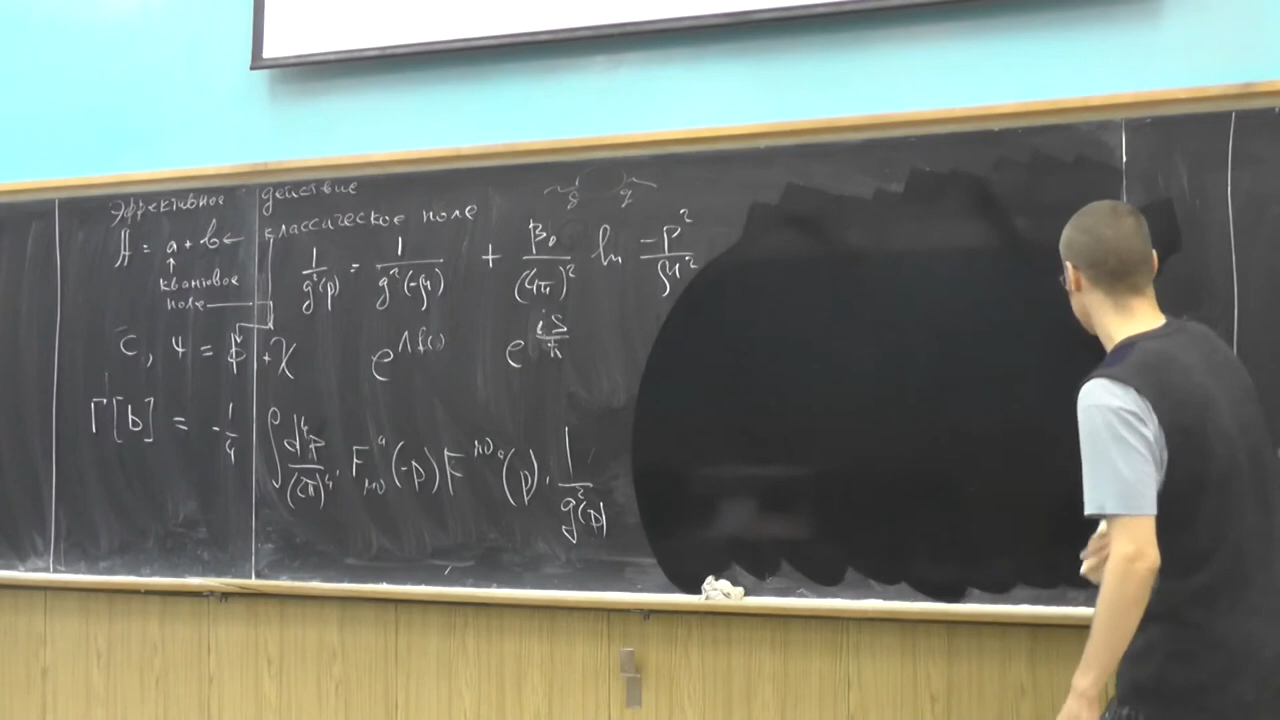 Эффективное действие
A = a + b ← классическое поле
↑
квантовое
поле
g g
1/g²(p) = 1/g²(-μ) + β₀/(4π)² ln -p²/μ²
c̄, ψ = φ + χ
e^{Λf(x)} e^{iS/ħ}
Γ[b] = -1/4 ∫ d⁴p/(2π)⁴ · F^a_{μν}(-p) F^{μν a}(p) · 1/g²(p)